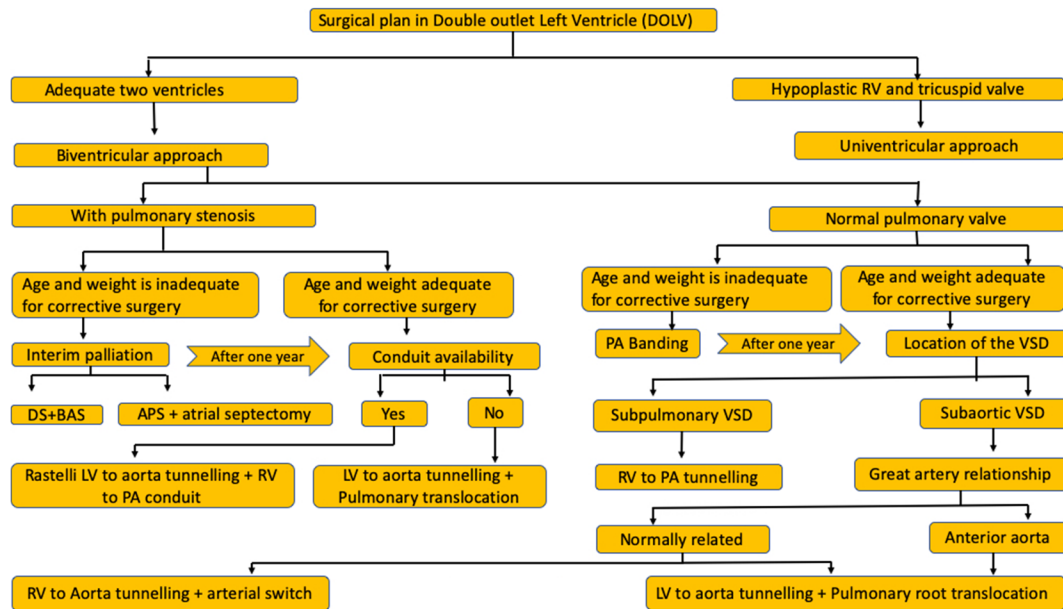 Surgical plan in Double outlet Left Ventricle (DOLV)
Adequate two ventricles
Hypoplastic RV and tricuspid valve
Biventricular approach
Univentricular approach
With pulmonary stenosis
Normal pulmonary valve
Age and weight is inadequate
for corrective surgery
Age and weight adequate
for corrective surgery
Age and weight is inadequate
for corrective surgery
Age and weight adequate
for corrective surgery
Interim palliation
After one year
Conduit availability
PA Banding
After one year
Location of the VSD
DS+BAS
APS + atrial septectomy
Yes
No
Subpulmonary VSD
Subaortic VSD
Rastelli LV to aorta tunnelling + RV
to PA conduit
LV to aorta tunnelling +
Pulmonary translocation
RV to PA tunnelling
Great artery relationship
Normally related
Anterior aorta
RV to Aorta tunnelling + arterial switch
LV to aorta tunnelling + Pulmonary root translocation